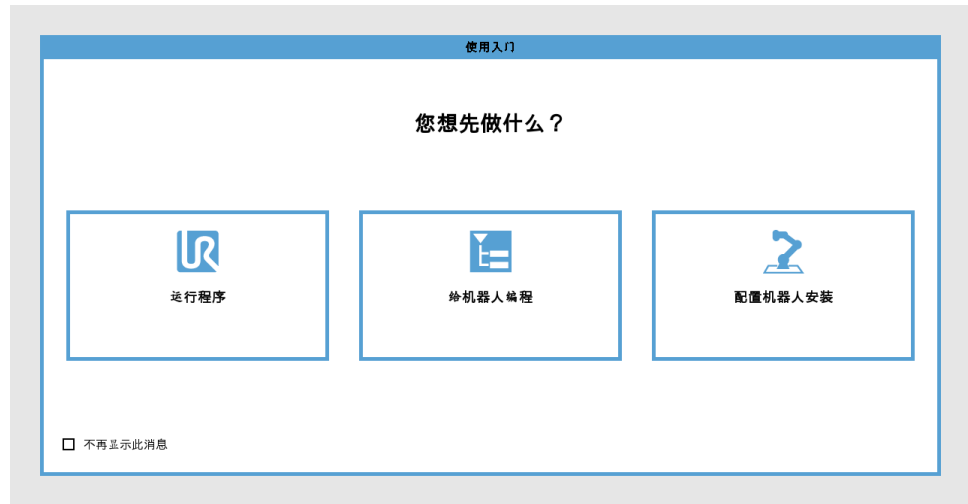 使用入门
您想先做什么？
运行程序
给机器人编程
配置机器人安装
不再显示此消息